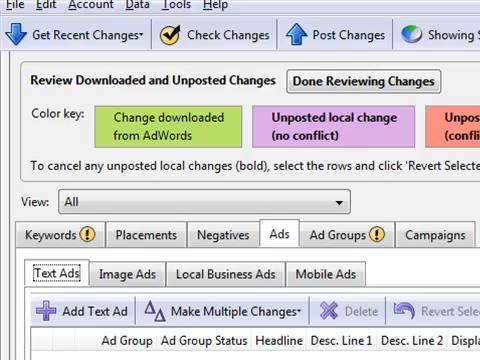 File Edit Account Data Tools Help
Get Recent Changes Check Changes Post Changes Showing
Review Downloaded and Unposted Changes Done Reviewing Changes
Color key: Change downloaded from AdWords
Unposted local change (no conflict)
To cancel any unposted local changes (bold), select the rows and click 'Revert
View: All
Keywords Placements Negatives Ads Ad Groups Campaigns
Text Ads Image Ads Local Business Ads Mobile Ads
Add Text Ad Make Multiple Changes Delete Revert
Ad Group Ad Group Status Headline Desc. Line 1 Desc. Line 2